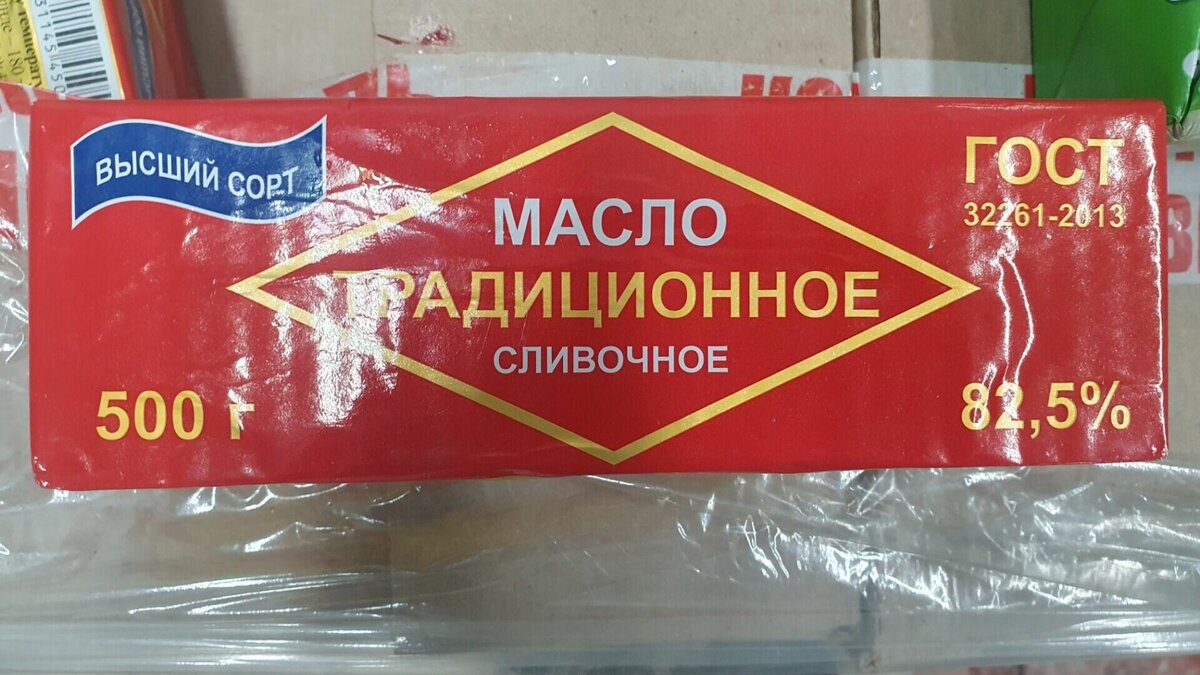 ВЫСШИЙ СОРТ
ГОСТ
32261-2013
МАСЛО
ТРАДИЦИОННОЕ
СЛИВОЧНОЕ
500 г
82,5%